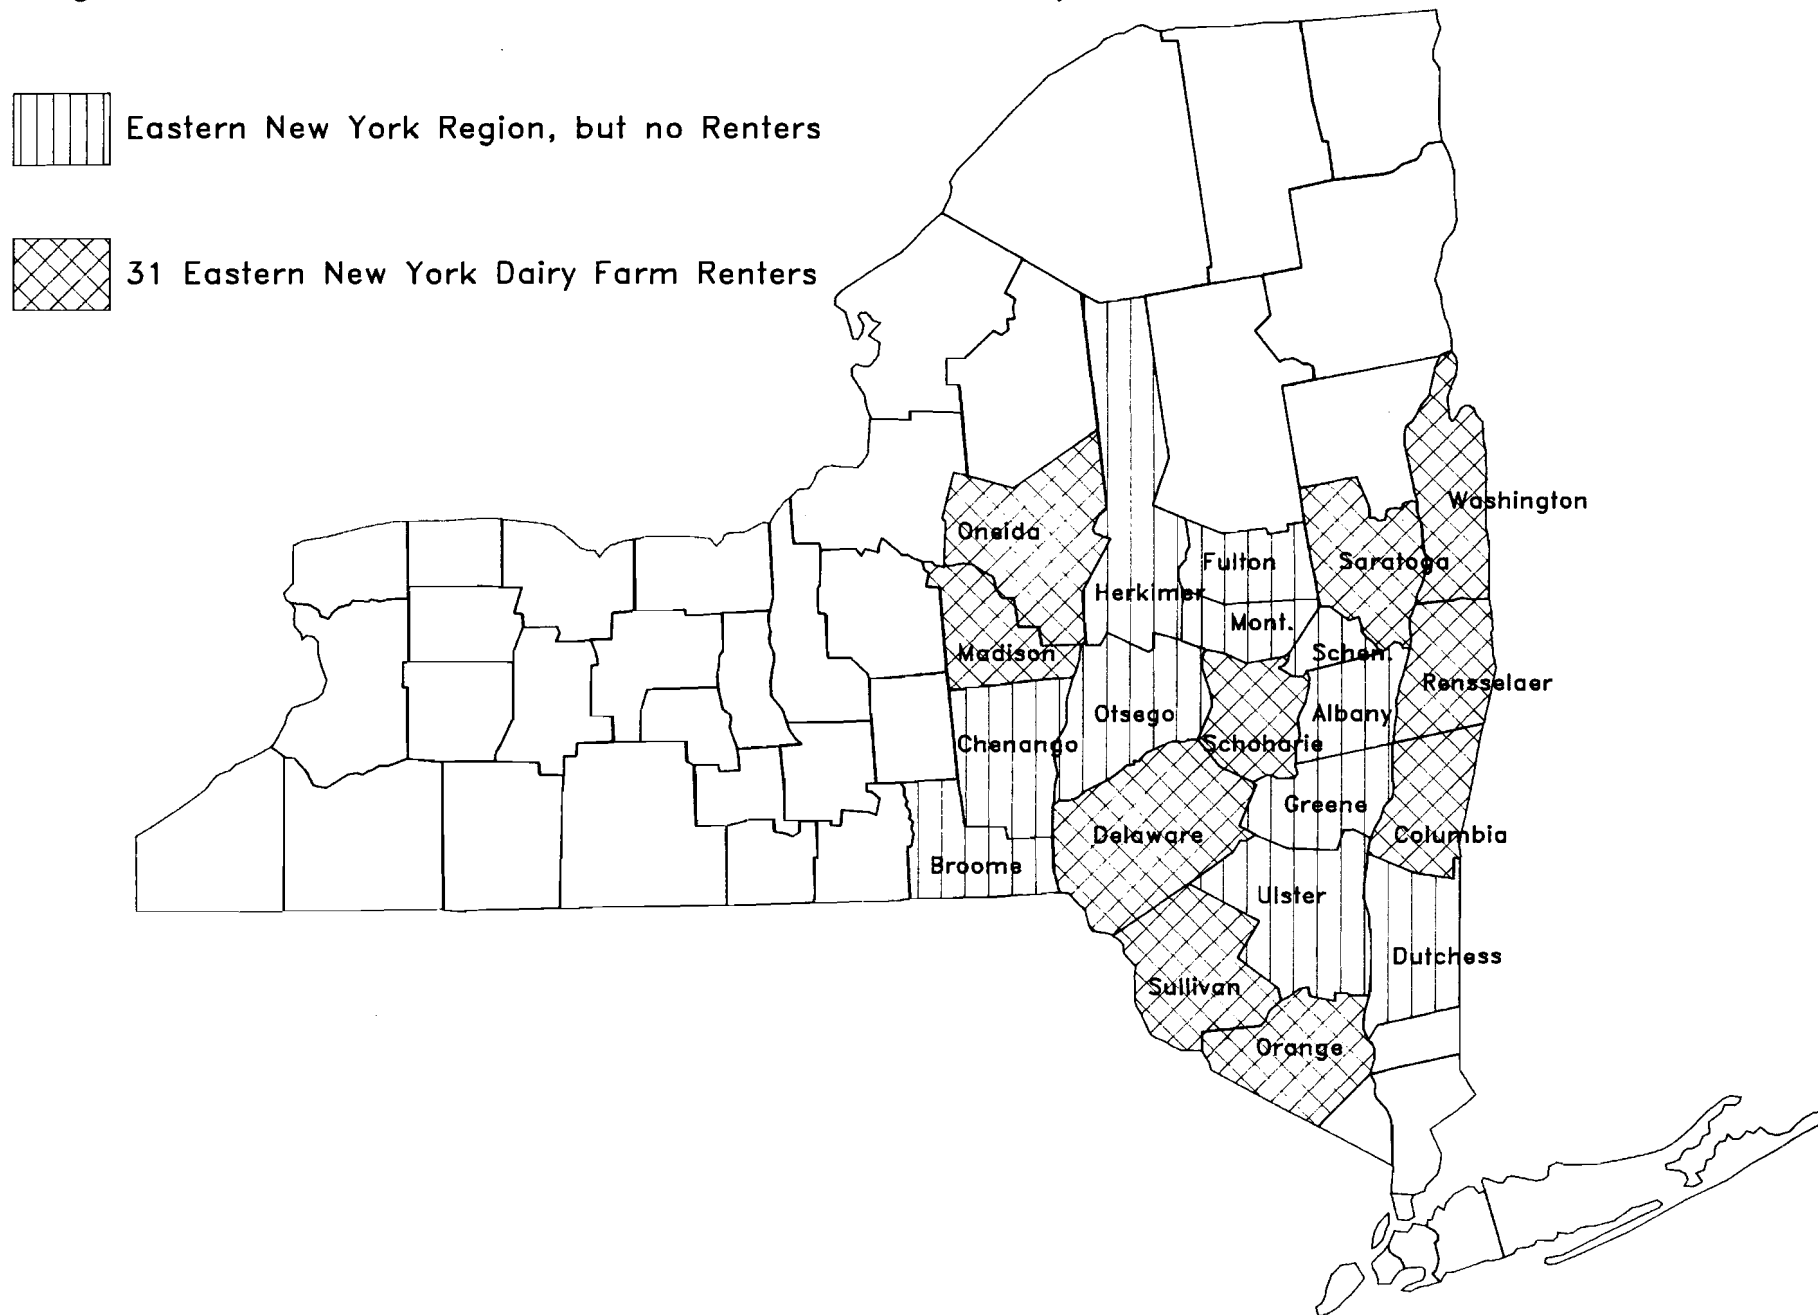 Eastern New York Region, but no Renters
31 Eastern New York Dairy Farm Renters
Washington
Oneida
Fulton
Saratoga
Herkimer
Mont.
Madison
Schen.
Rensselaer
Otsego
Albany
Chenango
Schoharie
Greene
Delaware
Columbia
Broome
Ulster
Dutchess
Sullivan
Orange